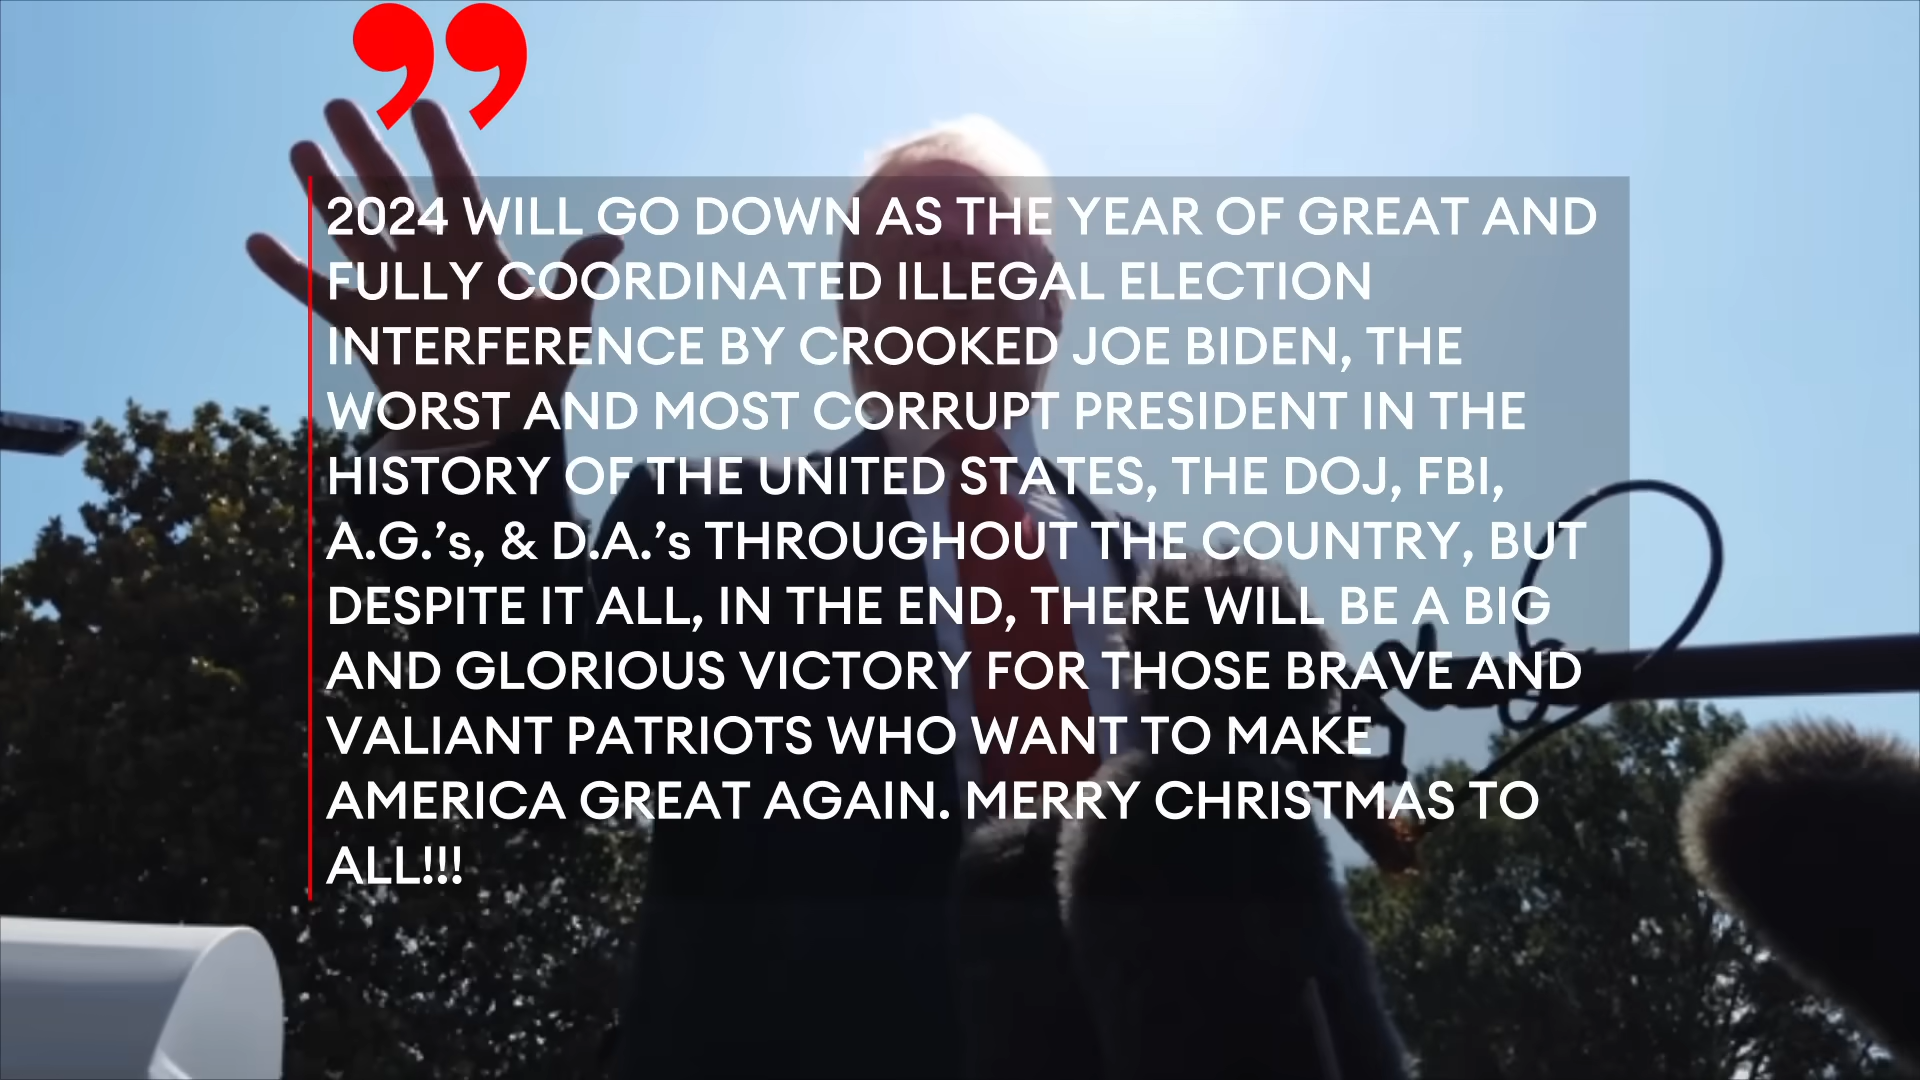 2024 WILL GO DOWN AS THE YEAR OF GREAT AND
FULLY COORDINATED ILLEGAL ELECTION
INTERFERENCE BY CROOKED JOE BIDEN, THE
WORST AND MOST CORRUPT PRESIDENT IN THE
HISTORY OF THE UNITED STATES, THE DOJ, FBI,
A.G.’s, & D.A.’s THROUGHOUT THE COUNTRY, BUT
DESPITE IT ALL, IN THE END, THERE WILL BE A BIG
AND GLORIOUS VICTORY FOR THOSE BRAVE AND
VALIANT PATRIOTS WHO WANT TO MAKE
AMERICA GREAT AGAIN. MERRY CHRISTMAS TO
ALL!!!